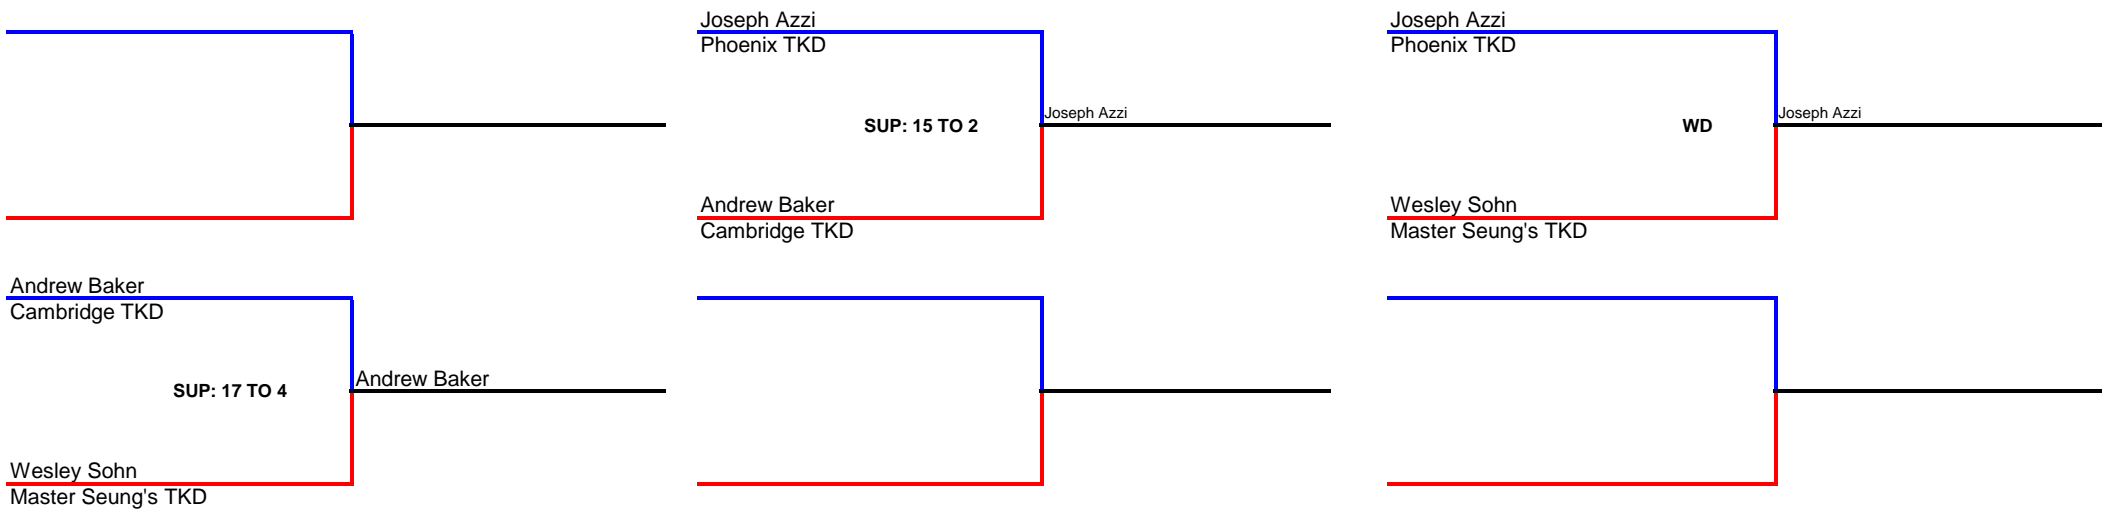 Joseph Azzi
Phoenix TKD
SUP: 15 TO 2
Joseph Azzi
Andrew Baker
Cambridge TKD
Joseph Azzi
Phoenix TKD
WD
Joseph Azzi
Wesley Sohn
Master Seung's TKD
Andrew Baker
Cambridge TKD
SUP: 17 TO 4
Andrew Baker
Wesley Sohn
Master Seung's TKD